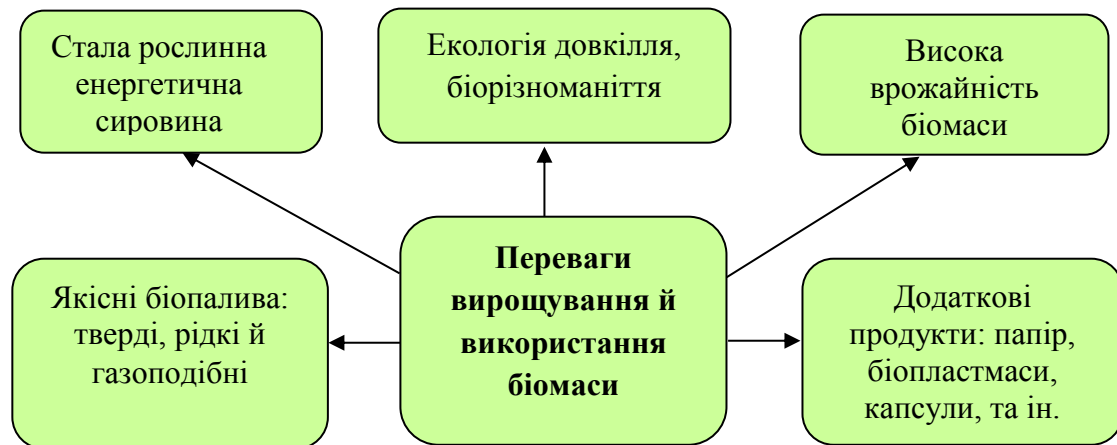 Стала рослинна
енергетична
сировина
Екологія довкілля,
біорізноманіття
Висока
врожайність
біомаси
Переваги
вирощування й
використання
біомаси
Якісні біопалива:
тверді, рідкі й
газоподібні
Додаткові
продукти: папір,
біопластмаси,
капсули, та ін.